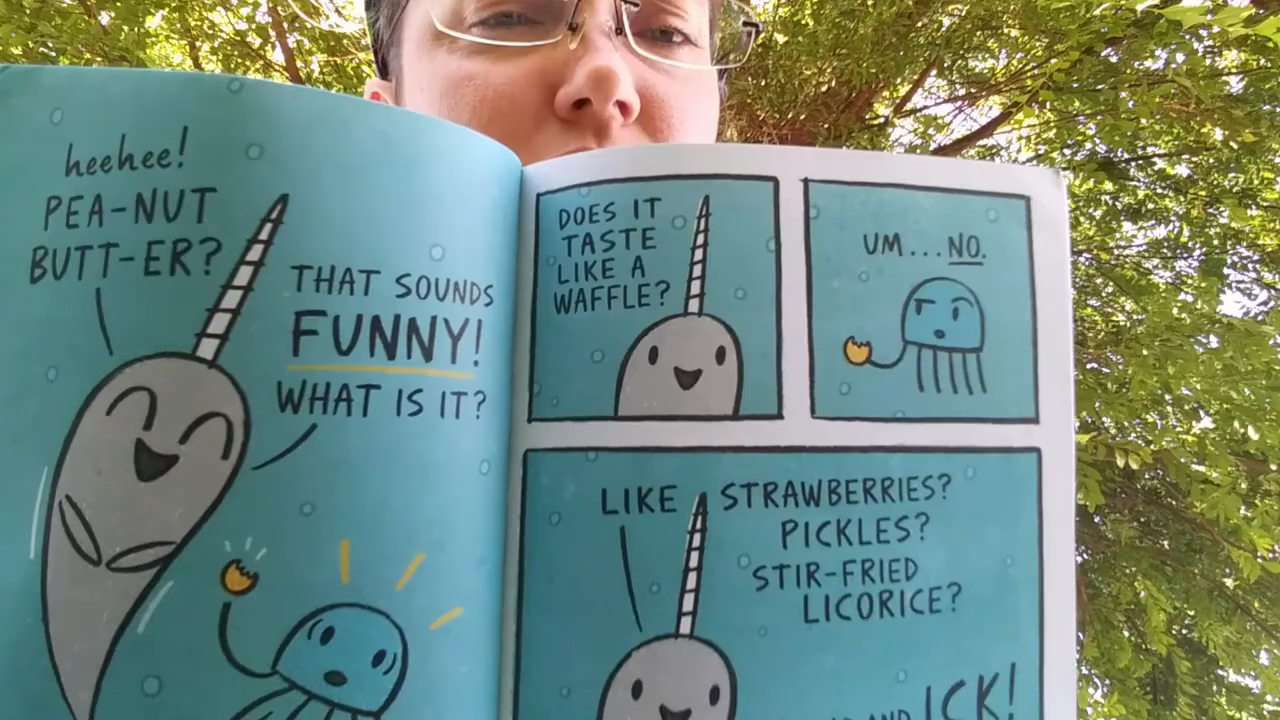 heehee!
PEA-NUT
BUTT-ER?
THAT SOUNDS
FUNNY!
WHAT IS IT?
DOES IT
TASTE
LIKE A
WAFFLE?
UM...NO.
LIKE STRAWBERRIES?
PICKLES?
STIR-FRIED
LICORICE?
AND ICK!